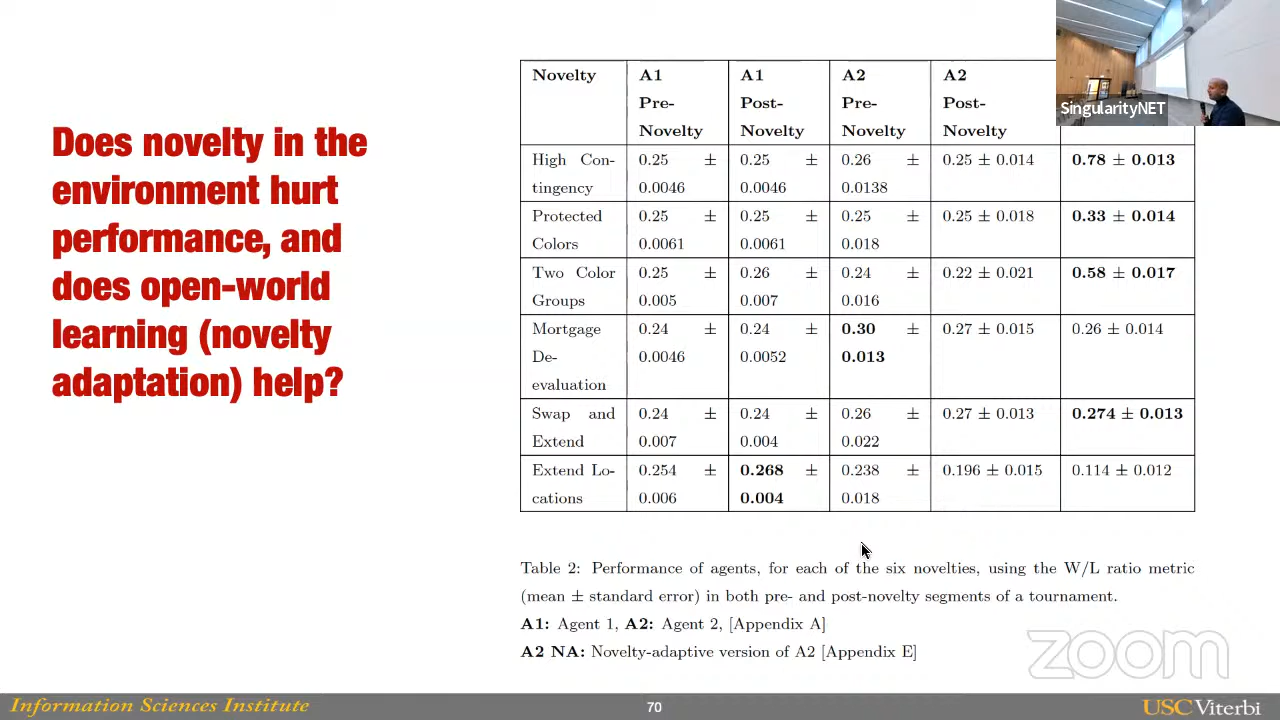 Does novelty in the
environment hurt
performance, and
does open-world
learning (novelty
adaptation) help?
Novelty A1 Pre-Novelty A1 Post-Novelty A2 Pre-Novelty A2 Post-Novelty
High Contingency 0.25 ± 0.0046 0.25 ± 0.0046 0.26 ± 0.0138 0.25 ± 0.014 0.78 ± 0.013
Protected Colors 0.25 ± 0.0061 0.25 ± 0.0061 0.25 ± 0.018 0.25 ± 0.018 0.33 ± 0.014
Two Color Groups 0.25 ± 0.005 0.26 ± 0.007 0.24 ± 0.016 0.22 ± 0.021 0.58 ± 0.017
Mortgage De-evaluation 0.24 ± 0.0046 0.24 ± 0.0052 0.30 ± 0.013 0.27 ± 0.015 0.26 ± 0.014
Swap and Extend 0.24 ± 0.007 0.24 ± 0.004 0.26 ± 0.022 0.27 ± 0.013 0.274 ± 0.013
Extend Locations 0.254 ± 0.006 0.268 ± 0.004 0.238 ± 0.018 0.196 ± 0.015 0.114 ± 0.012
Table 2: Performance of agents, for each of the six novelties, using the W/L ratio metric
(mean ± standard error) in both pre- and post-novelty segments of a tournament.
A1: Agent 1, A2: Agent 2, [Appendix A]
A2 NA: Novelty-adaptive version of A2 [Appendix E]
SingularityNET
zoom
Information Sciences Institute
70
USC Viterbi